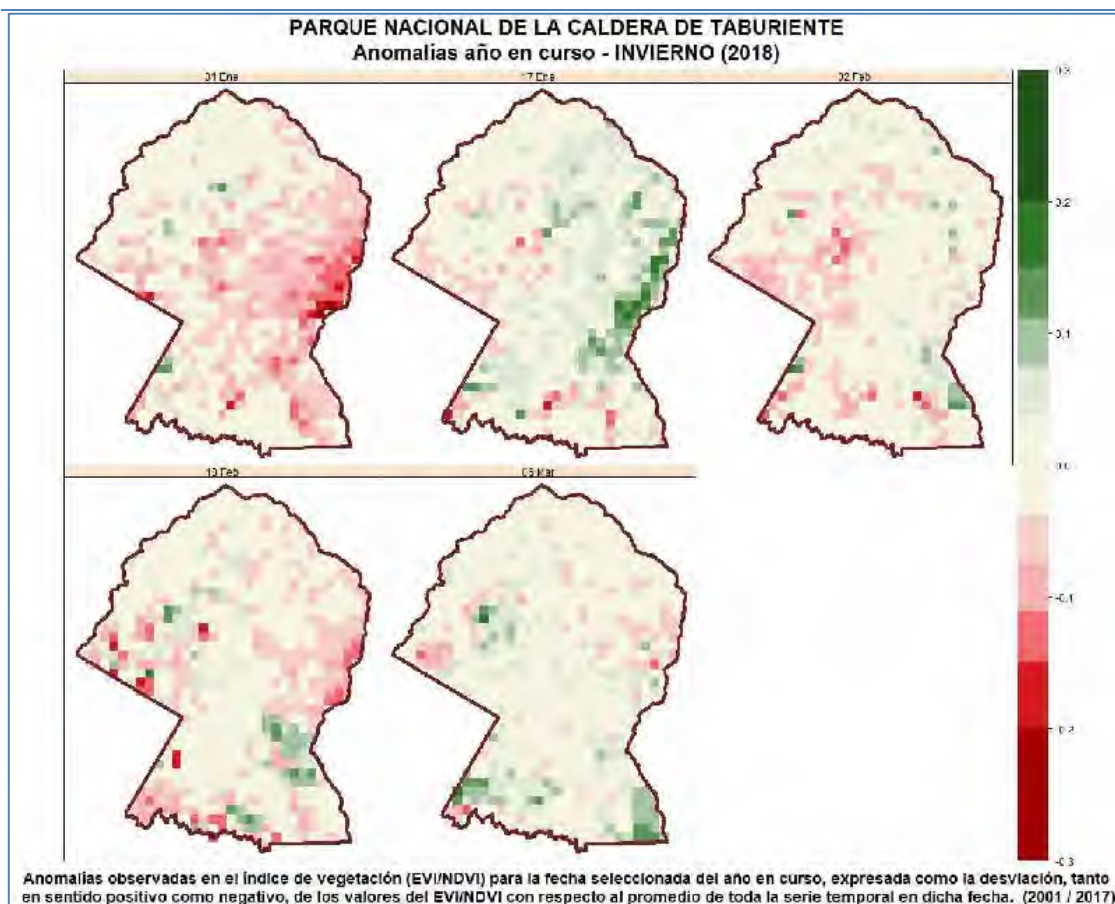 PARQUE NACIONAL DE LA CALDERA DE TABURIENTE
Anomalías año en curso - INVIERNO (2018)
01 Ene
17 Ene
02 Feb
0.3
0.2
0.1
0.0
-0.1
-0.2
-0.3
18 Feb
06 Mar
Anomalías observadas en el índice de vegetación (EVI/NDVI) para la fecha seleccionada del año en curso, expresada como la desviación, tanto
en sentido positivo como negativo, de los valores del EVI/NDVI con respecto al promedio de toda la serie temporal en dicha fecha. (2001 / 2017)